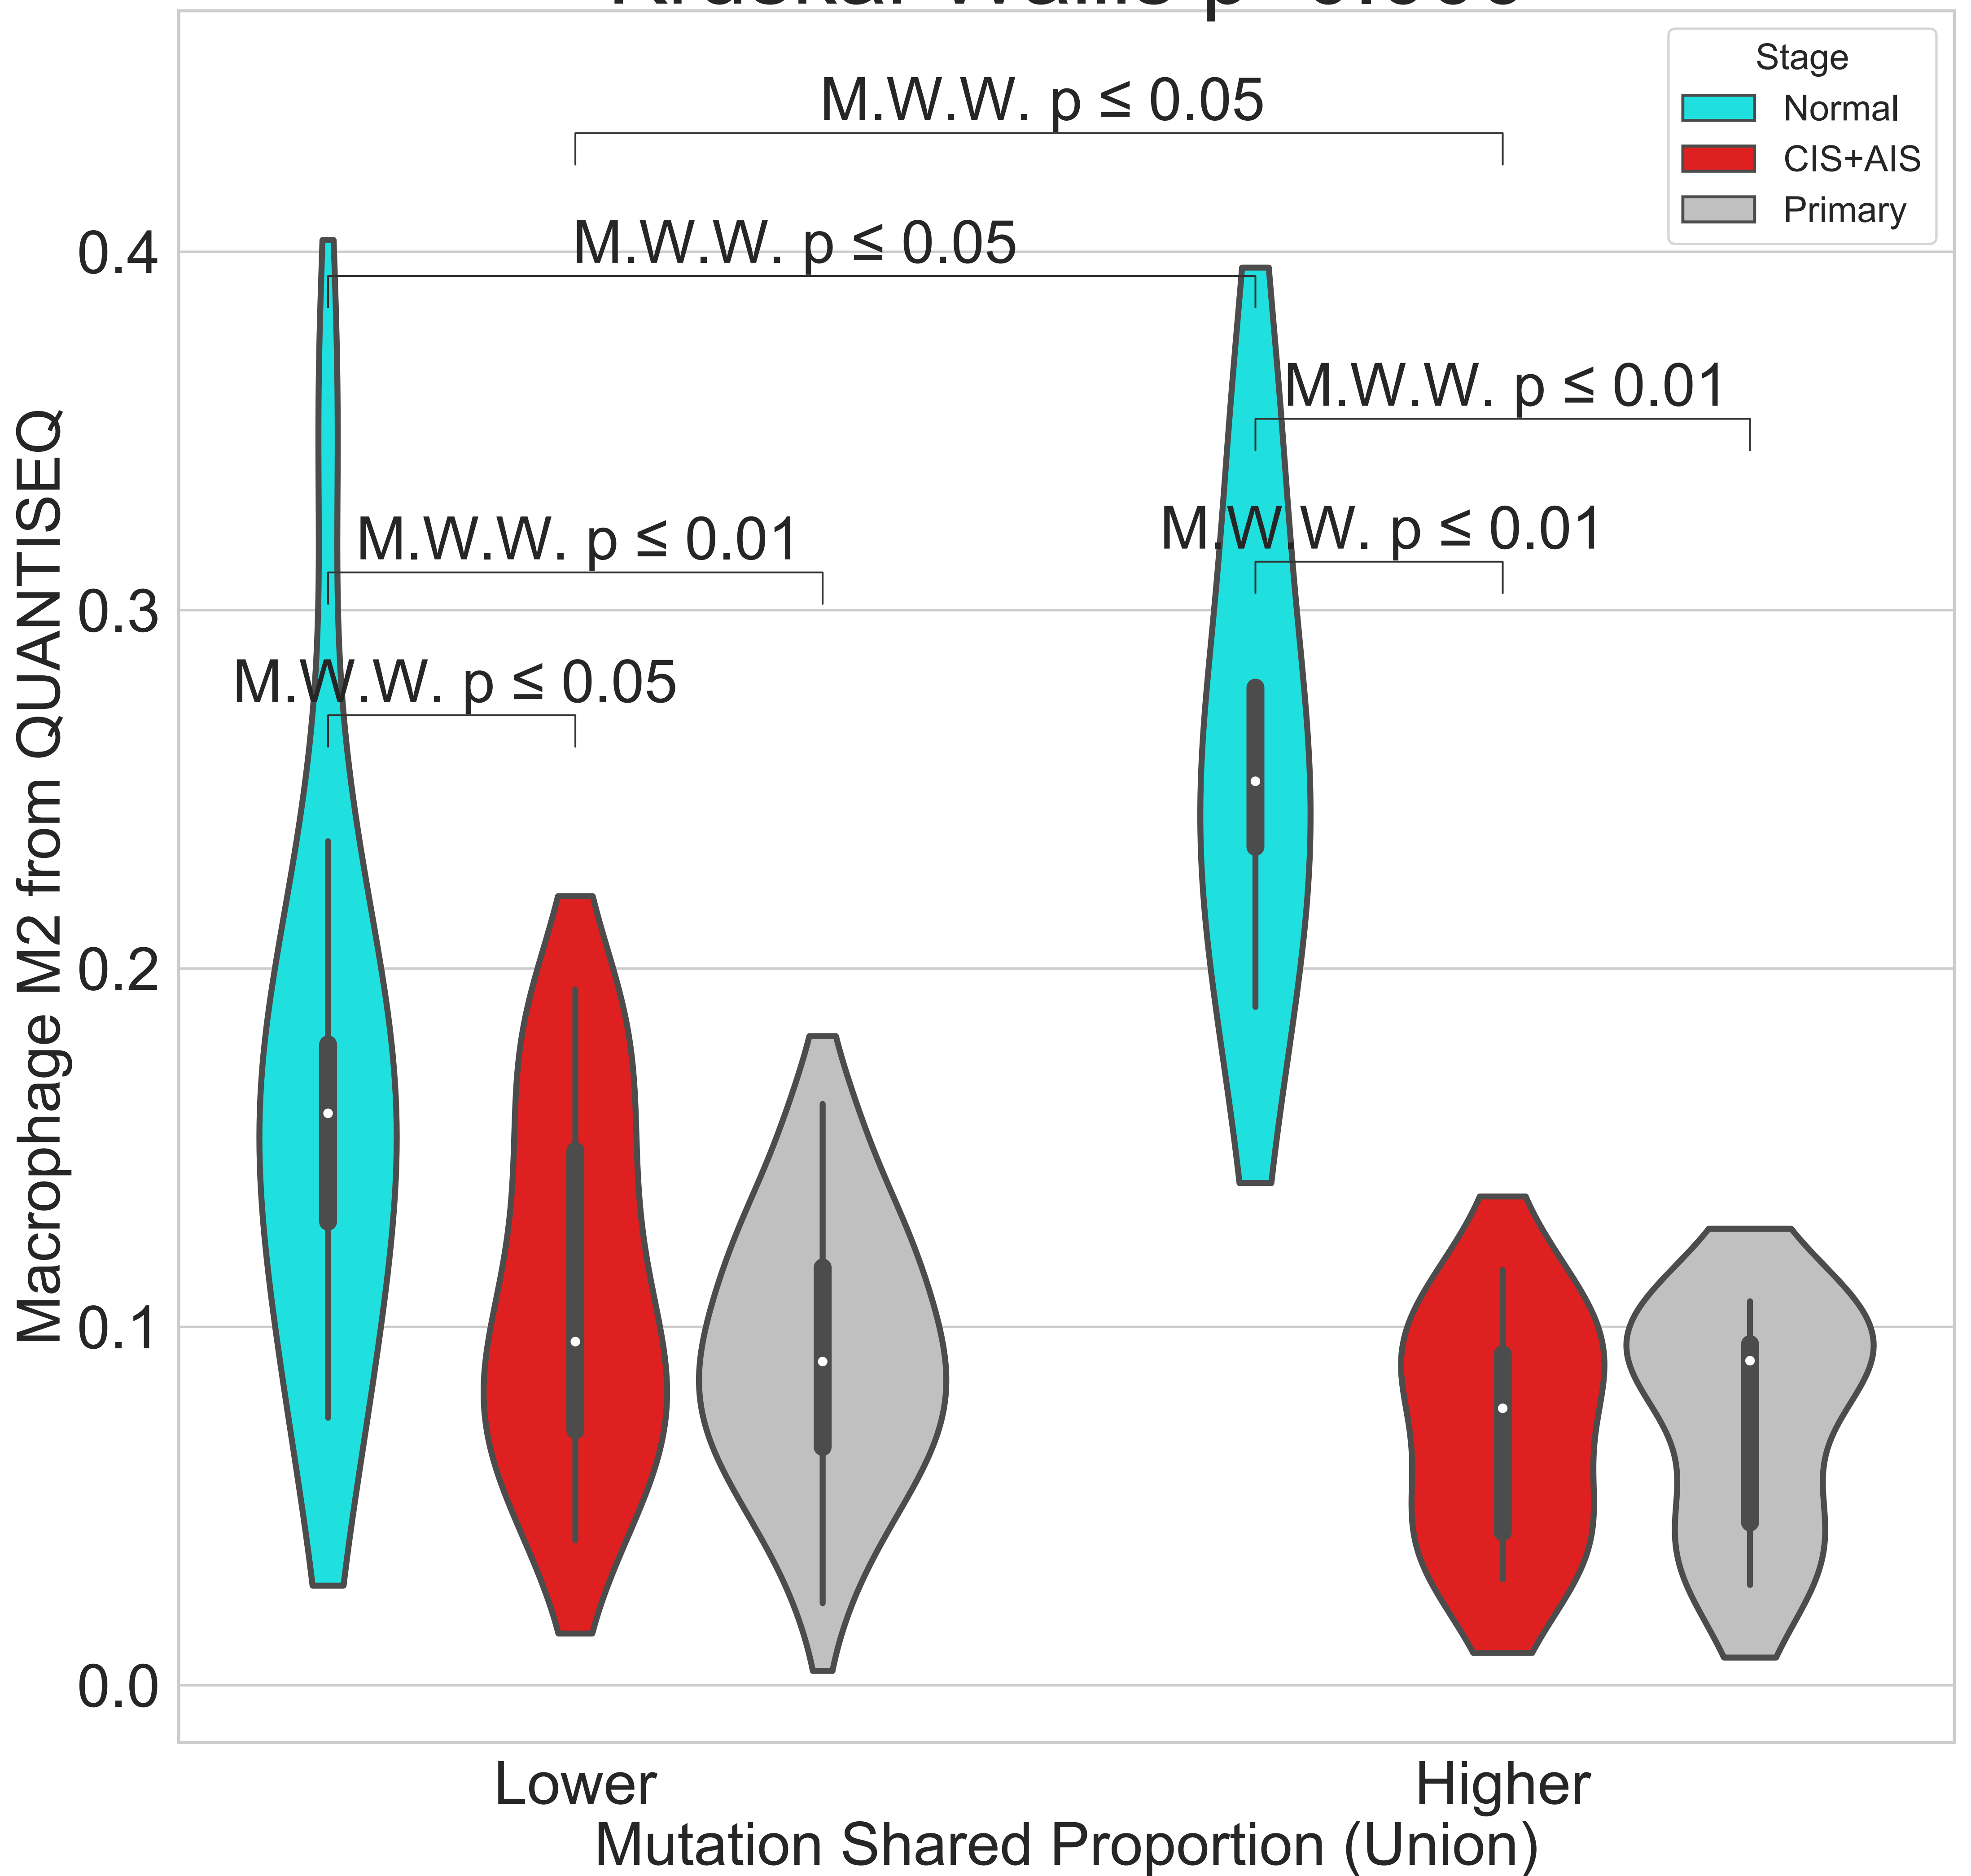 Stage
Normal
CIS+AIS
Primary
M.W.W. p ≤ 0.05
M.W.W. p ≤ 0.05
M.W.W. p ≤ 0.01
M.W.W. p ≤ 0.01
M.W.W. p ≤ 0.01
M.W.W. p ≤ 0.05
Macrophage M2 from QUANTISEQ
0.4
0.3
0.2
0.1
0.0
Lower
Higher
Mutation Shared Proportion (Union)